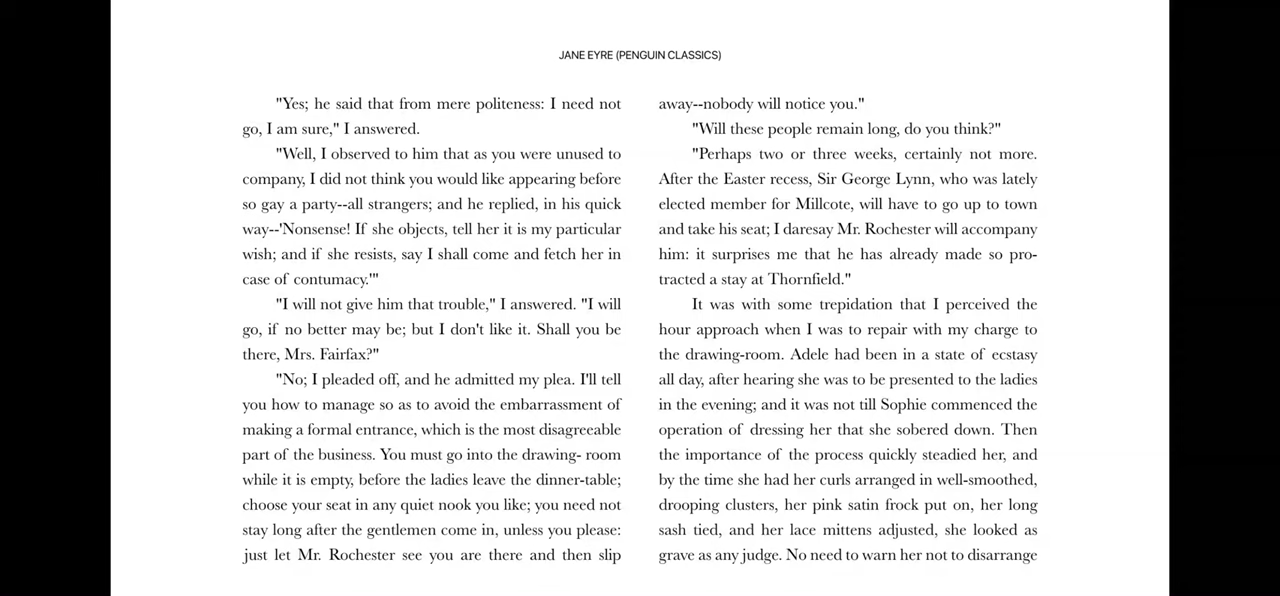 JANE EYRE (PENGUIN CLASSICS)
"Yes; he said that from mere politeness: I need not
go, I am sure," I answered.
"Well, I observed to him that as you were unused to
company, I did not think you would like appearing before
so gay a party--all strangers; and he replied, in his quick
way--'Nonsense! If she objects, tell her it is my particular
wish; and if she resists, say I shall come and fetch her in
case of contumacy.'"
"I will not give him that trouble," I answered. "I will
go, if no better may be; but I don't like it. Shall you be
there, Mrs. Fairfax?"
"No; I pleaded off, and he admitted my plea. I'll tell
you how to manage so as to avoid the embarrassment of
making a formal entrance, which is the most disagreeable
part of the business. You must go into the drawing- room
while it is empty, before the ladies leave the dinner-table;
choose your seat in any quiet nook you like; you need not
stay long after the gentlemen come in, unless you please:
just let Mr. Rochester see you are there and then slip
away--nobody will notice you."
"Will these people remain long, do you think?"
"Perhaps two or three weeks, certainly not more.
After the Easter recess, Sir George Lynn, who was lately
elected member for Millcote, will have to go up to town
and take his seat; I daresay Mr. Rochester will accompany
him: it surprises me that he has already made so pro-
tracted a stay at Thornfield."
It was with some trepidation that I perceived the
hour approach when I was to repair with my charge to
the drawing-room. Adele had been in a state of ecstasy
all day, after hearing she was to be presented to the ladies
in the evening; and it was not till Sophie commenced the
operation of dressing her that she sobered down. Then
the importance of the process quickly steadied her, and
by the time she had her curls arranged in well-smoothed,
drooping clusters, her pink satin frock put on, her long
sash tied, and her lace mittens adjusted, she looked as
grave as any judge. No need to warn her not to disarrange